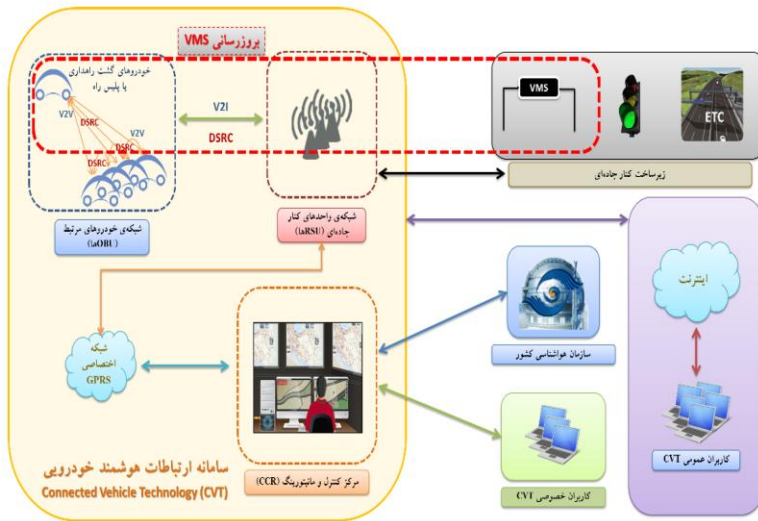 بروزرسانی VMS
خودروهای گشت راهداری
یا پلیس راه
V2V
DSRC
V2V
DSRC
DSRC
V2I
DSRC
VMS
ETC
زیرساخت کنار جاده‌ای
شبکه‌ی خودروهای مرتبط
(OBUها)
شبکه‌ی واحدهای کنار
جاده‌ای (RSUها)
اینترنت
سازمان هواشناسی کشور
شبکه
اختصاصی
GPRS
کاربران عمومی CVT
کاربران خصوصی CVT
مرکز کنترل و مانیتورینگ (CCR)
سامانه ارتباطات هوشمند خودرویی
Connected Vehicle Technology (CVT)